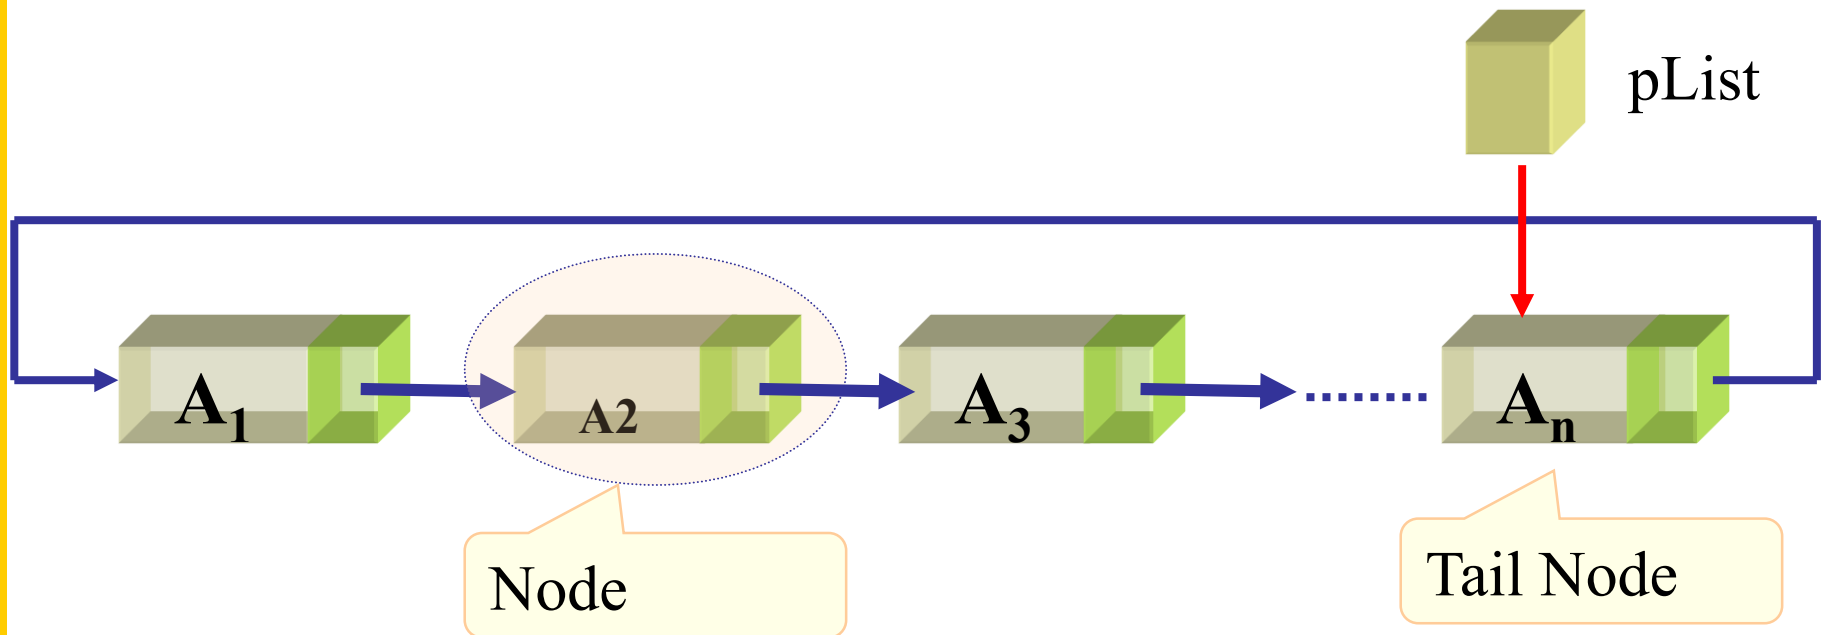 pList
A₁
A2
A₃
Aₙ
Node
Tail Node